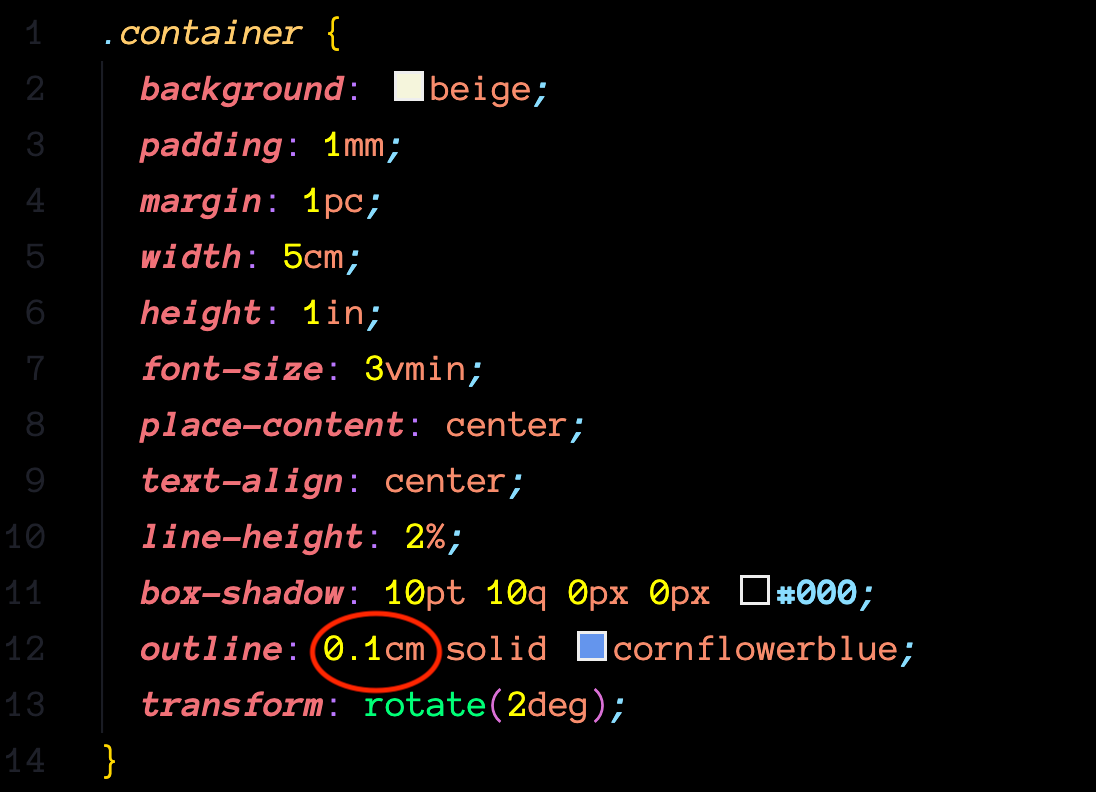 1 .container {
2 background: beige;
3 padding: 1mm;
4 margin: 1pc;
5 width: 5cm;
6 height: 1in;
7 font-size: 3vmin;
8 place-content: center;
9 text-align: center;
10 line-height: 2%;
11 box-shadow: 10pt 10q 0px 0px #000;
12 outline: 0.1cm solid cornflowerblue;
13 transform: rotate(2deg);
14 }